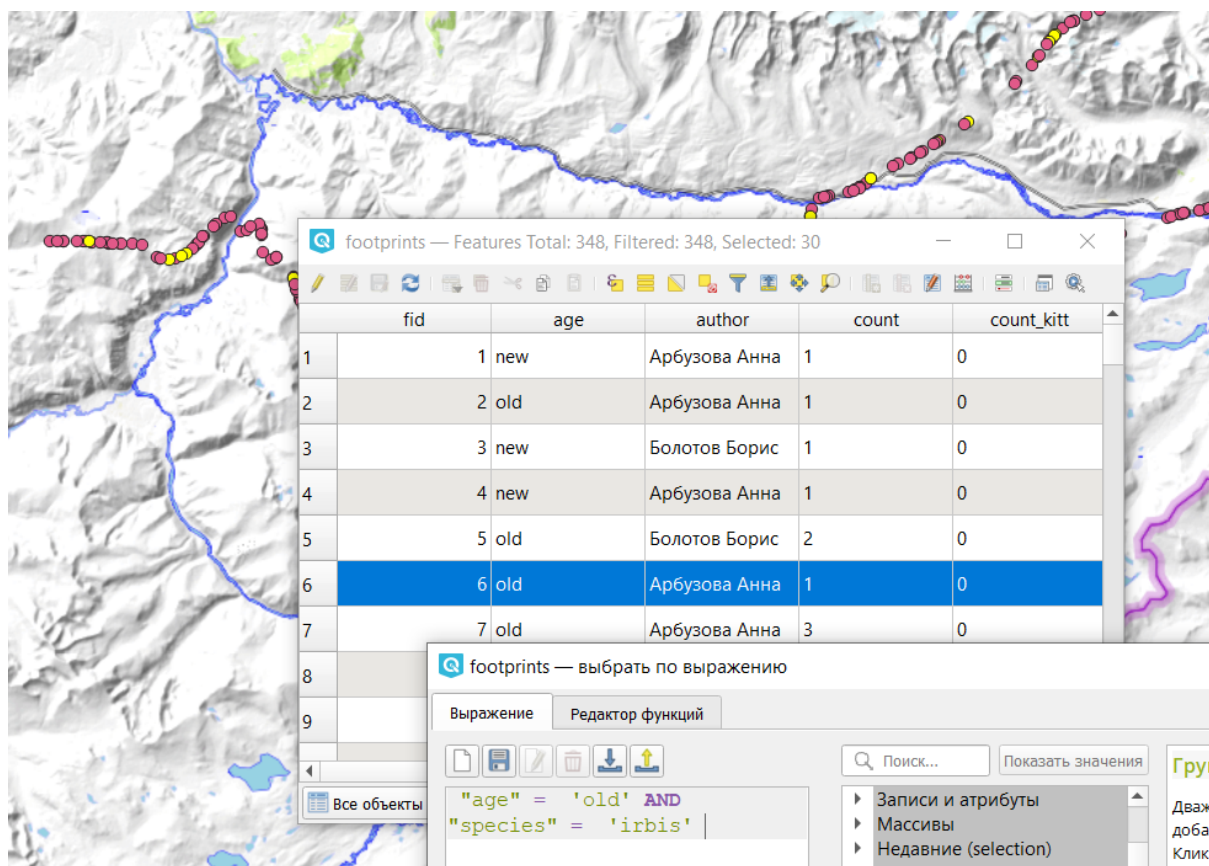 footprints — Features Total: 348, Filtered: 348, Selected: 30
fid age author count count_kitt
1 1 new Арбузова Анна 1 0
2 2 old Арбузова Анна 1 0
3 3 new Болотов Борис 1 0
4 4 new Арбузова Анна 1 0
5 5 old Болотов Борис 2 0
6 6 old Арбузова Анна 1 0
7 7 old Арбузова Анна 3 0
8
9
Все объекты
footprints — выбрать по выражению
Выражение Редактор функций
Поиск... Показать значения
"age" = 'old' AND
"species" = 'irbis'
Записи и атрибуты
Массивы
Недавние (selection)